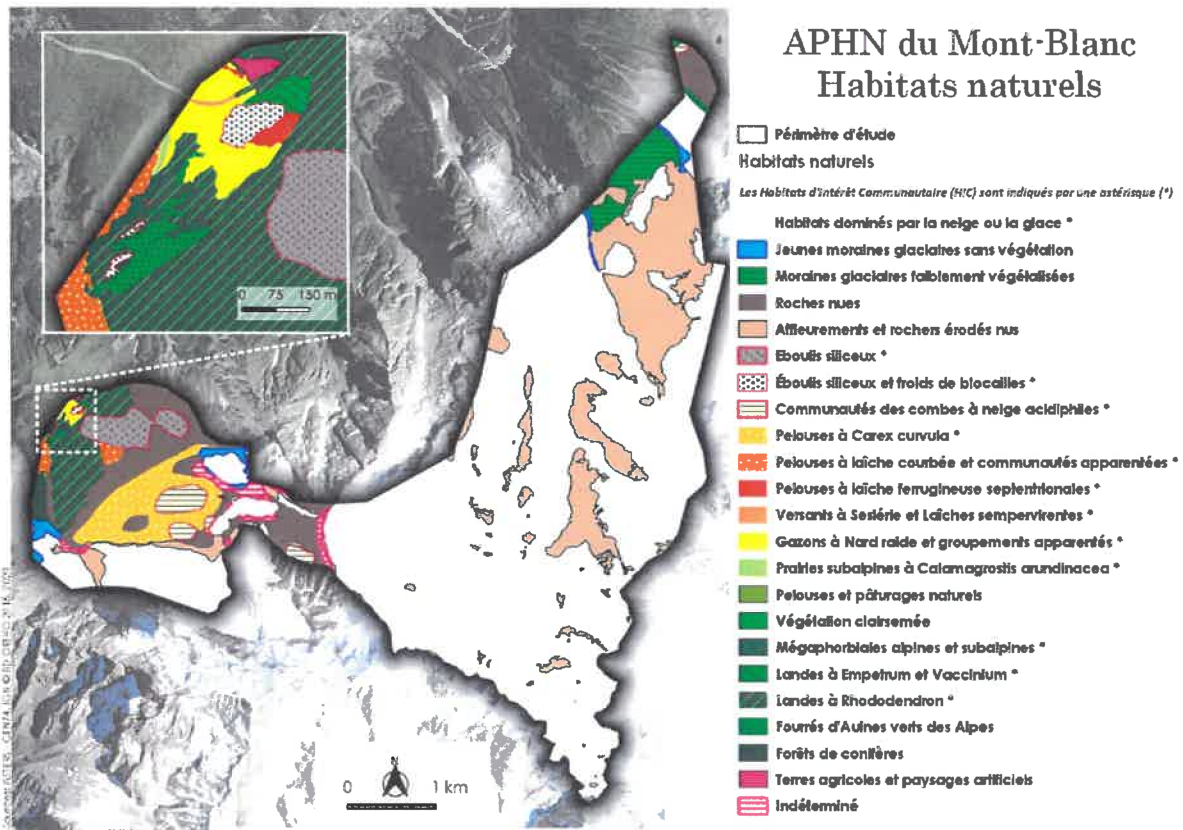 APHN du Mont-Blanc
Habitats naturels
Périmètre d'étude
Habitats naturels
Les Habitats d'Intérêt Communautaire (HIC) sont indiqués par une astérisque (*)
Habitats dominés par la neige ou la glace *
Jeunes moraines glaciaires sans végétation
Moraines glaciaires faiblement végétalisées
Roches nues
Affleurements et rochers érodés nus
Eboulis siliceux *
Éboulis siliceux et froids de blocailles *
Communautés des combes à neige acidiphiles *
Pelouses à Carex curvula *
Pelouses à laîche courbée et communautés apparentées *
Pelouses à laîche ferrugineuse septentrionales *
Versants à Seslérie et Laîches sempervirentes *
Gazons à Nard raide et groupements apparentés *
Prairies subalpines à Calamagrostis arundinacea *
Pelouses et pâturages naturels
Végétation clairsemée
Mégaphorbiaies alpines et subalpines *
Landes à Empetrum et Vaccinium *
Landes à Rhododendron *
Fourrés d'Aulnes verts des Alpes
Forêts de conifères
Terres agricoles et paysages artificiels
Indéterminé
0 75 150 m
N
0 1 km